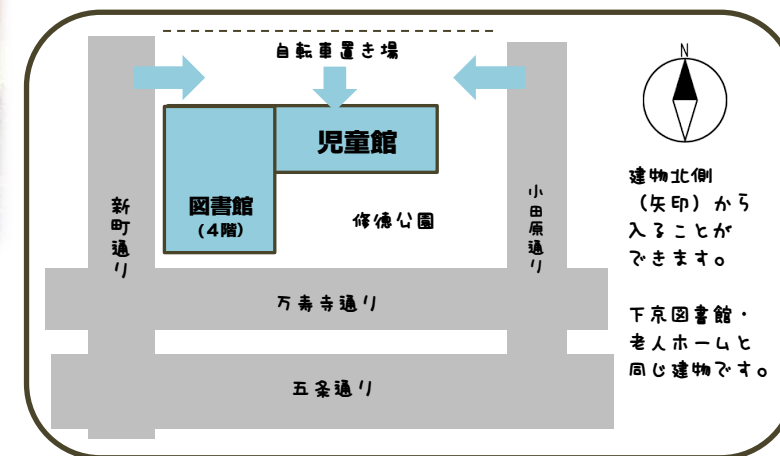 自転車置き場
N
児童館
図書館
(4階)
修徳公園
新町通り
小田原通り
万寿寺通り
五条通り
建物北側
（矢印）から
入ることが
できます。
下京図書館・
老人ホームと
同じ建物です。